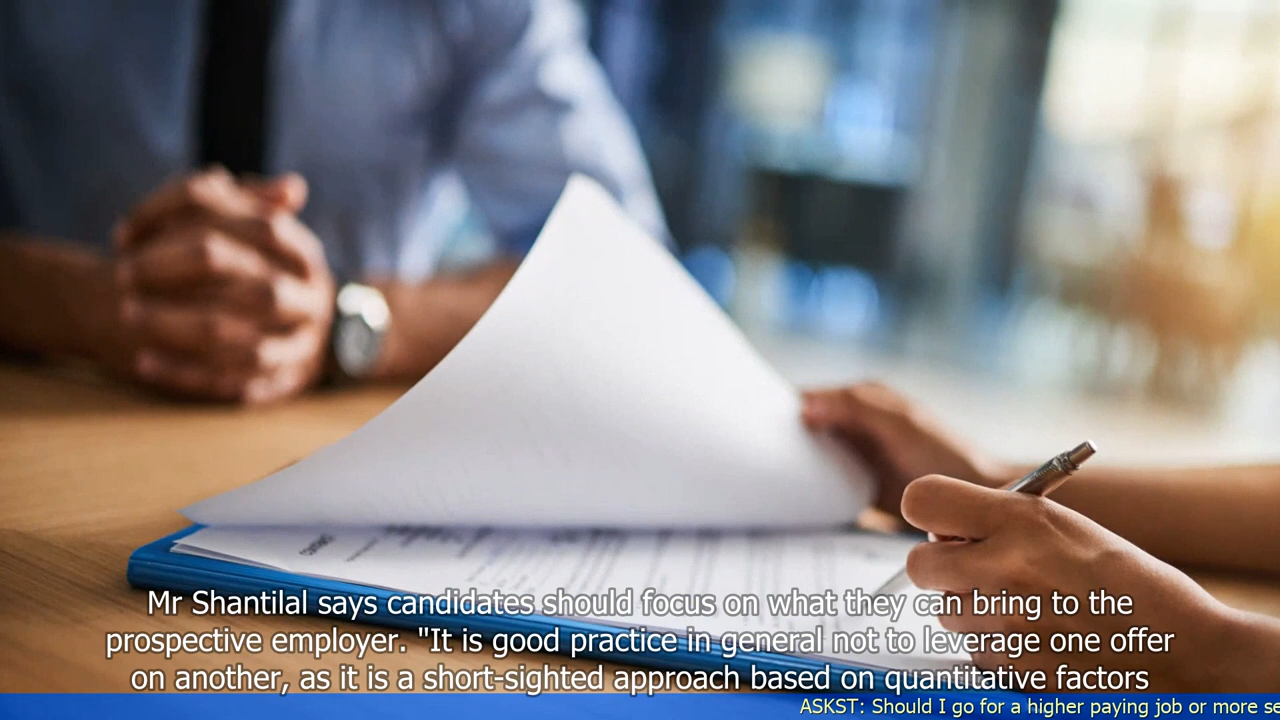 Mr Shantilal says candidates should focus on what they can bring to the
prospective employer. "It is good practice in general not to leverage one offer
on another, as it is a short-sighted approach based on quantitative factors
ASKST: Should I go for a higher paying job or more se